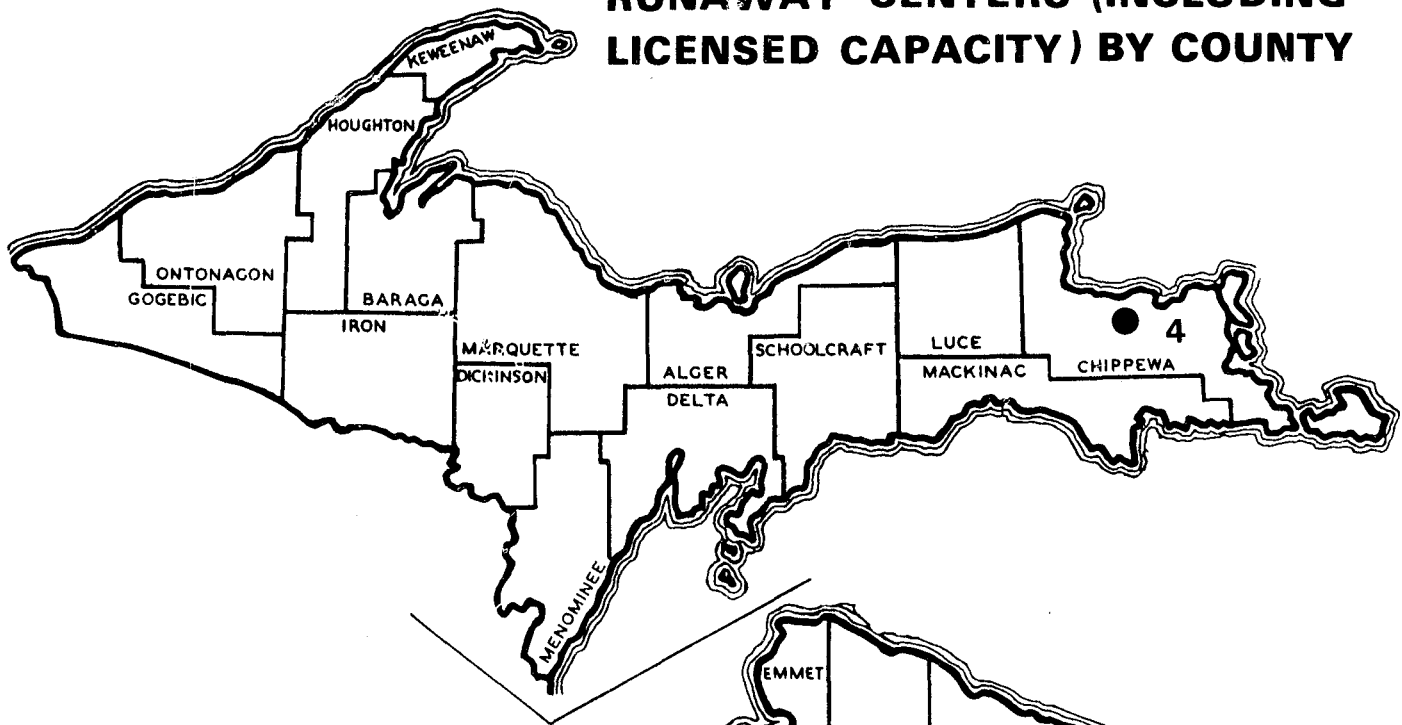 RUNAWAY CENTERS (INCLUDING
LICENSED CAPACITY) BY COUNTY
KEWEENAW
HOUGHTON
ONTONAGON
GOGEBIC
BARAGA
IRON
MARQUETTE
DICKINSON
ALGER
DELTA
SCHOOLCRAFT
LUCE
MACKINAC
CHIPPEWA
4
MENOMINEE
EMMET